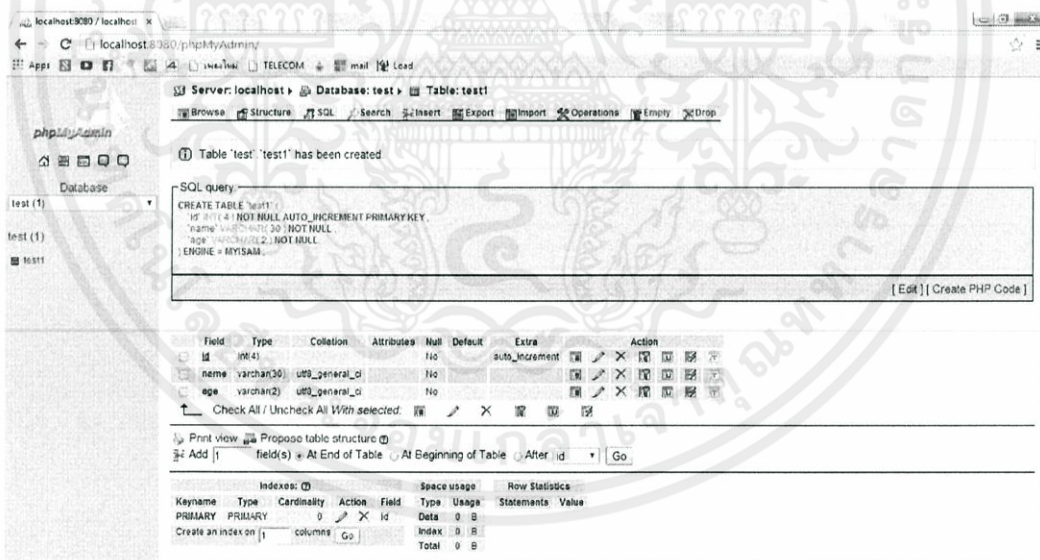 localhost:8080 / localhost
localhost:8080/phpMyAdmin/
Apps
TELECOM
mail
Load
Server: localhost ▸ Database: test ▸ Table: test1
Browse Structure SQL Search Insert Export Import Operations Empty Drop
phpMyAdmin
Database
test (1)
test (1)
test1
Table `test`.`test1` has been created
SQL query:
CREATE TABLE `test1` (
`id` INT( 4 ) NOT NULL AUTO_INCREMENT PRIMARY KEY ,
`name` VARCHAR( 30 ) NOT NULL ,
`age` VARCHAR( 2 ) NOT NULL
) ENGINE = MYISAM ;
[ Edit ] [ Create PHP Code ]
Field Type Collation Attributes Null Default Extra Action
id int(4) No auto_increment
name varchar(30) utf8_general_ci No
age varchar(2) utf8_general_ci No
Check All / Uncheck All With selected:
Print view Propose table structure
Add 1 field(s) At End of Table At Beginning of Table After id Go
Indexes: Space usage Row Statistics
Keyname Type Cardinality Action Field Type Usage Statements Value
PRIMARY PRIMARY 0 id Data 0 B
Create an index on 1 columns Go Index 0 B
Total 0 B